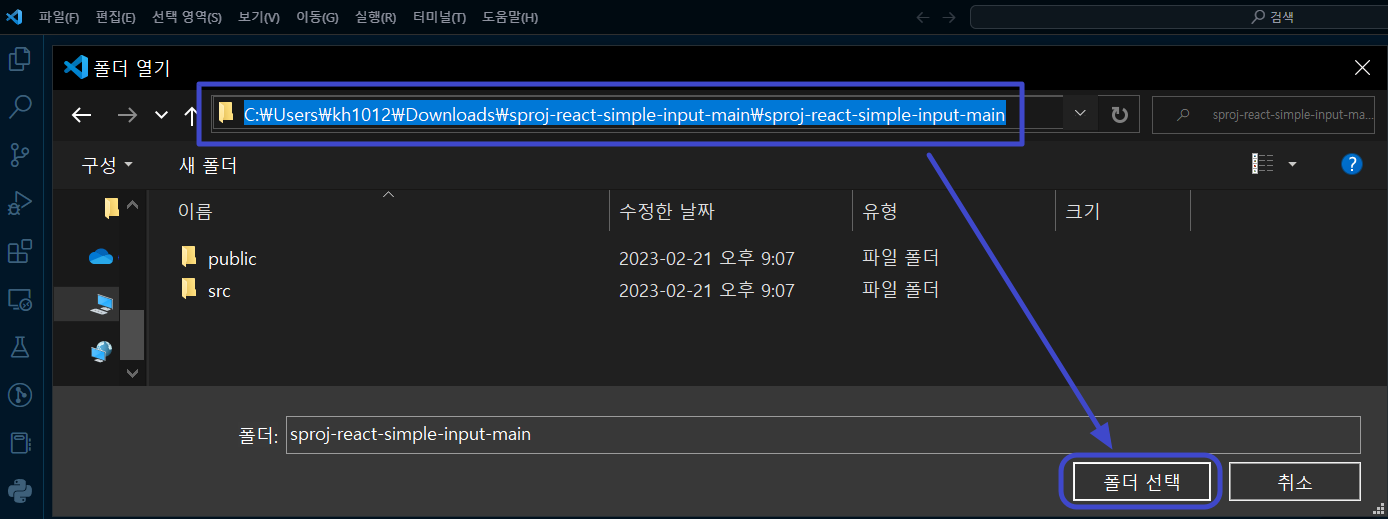 파일(F) 편집(E) 선택 영역(S) 보기(V) 이동(G) 실행(R) 터미널(T) 도움말(H) 검색
폴더 열기
C:₩Users₩kh1012₩Downloads₩sproj-react-simple-input-main₩sproj-react-simple-input-main sproj-react-simple-input-ma...
구성 새 폴더
이름 수정한 날짜 유형 크기
public 2023-02-21 오후 9:07 파일 폴더
src 2023-02-21 오후 9:07 파일 폴더
폴더: sproj-react-simple-input-main
폴더 선택 취소